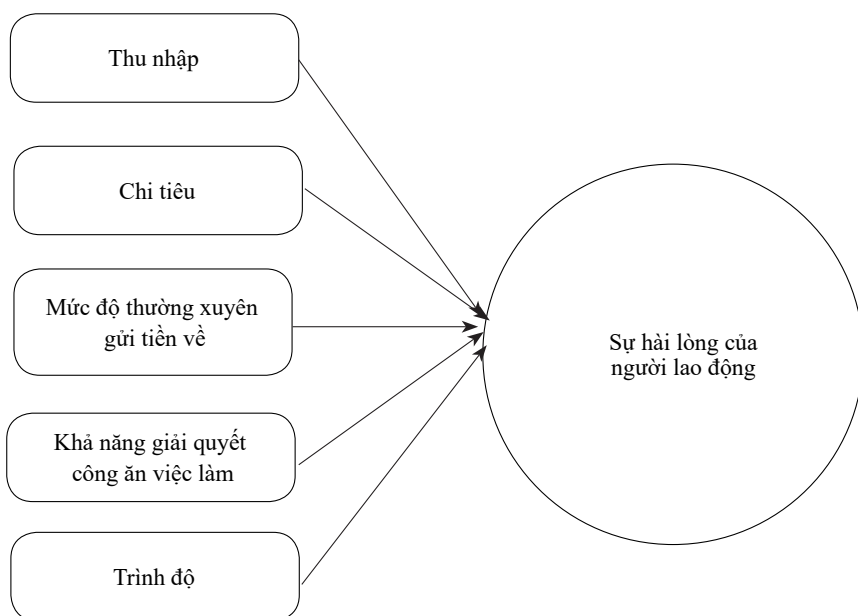 Thu nhập
Chi tiêu
Mức độ thường xuyên
gửi tiền về
Khả năng giải quyết
công ăn việc làm
Trình độ
Sự hài lòng của
người lao động